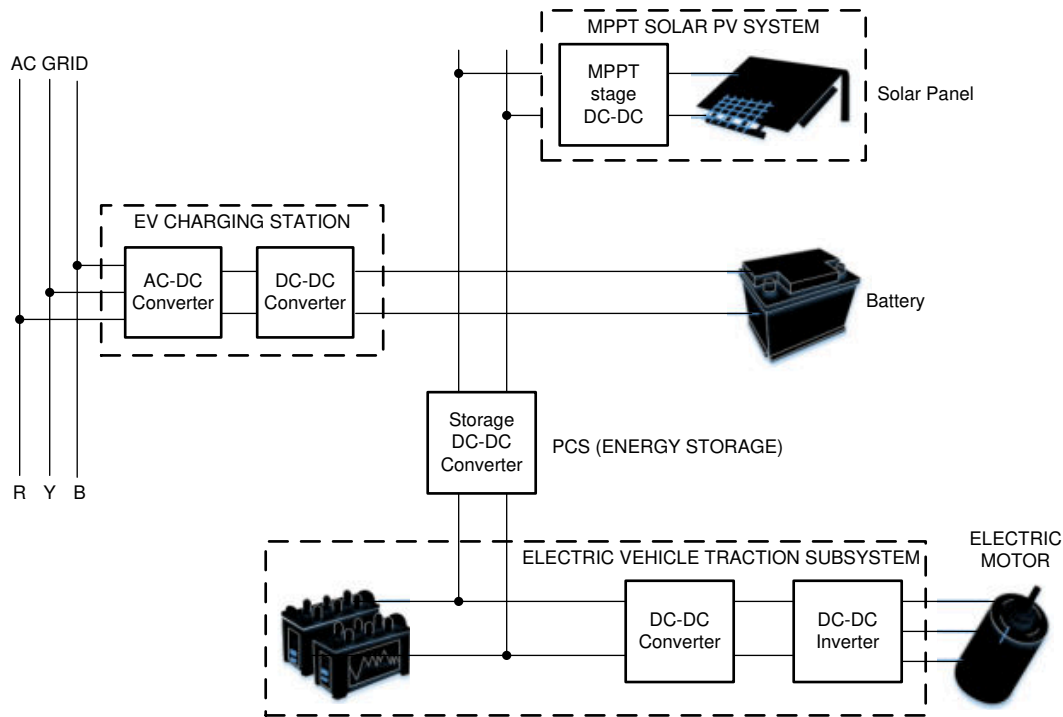 MPPT SOLAR PV SYSTEM
AC GRID
MPPT
stage
DC-DC
Solar Panel
EV CHARGING STATION
AC-DC
Converter
DC-DC
Converter
Battery
Storage
DC-DC
Converter
PCS (ENERGY STORAGE)
R Y B
ELECTRIC VEHICLE TRACTION SUBSYSTEM
ELECTRIC
MOTOR
DC-DC
Converter
DC-DC
Inverter